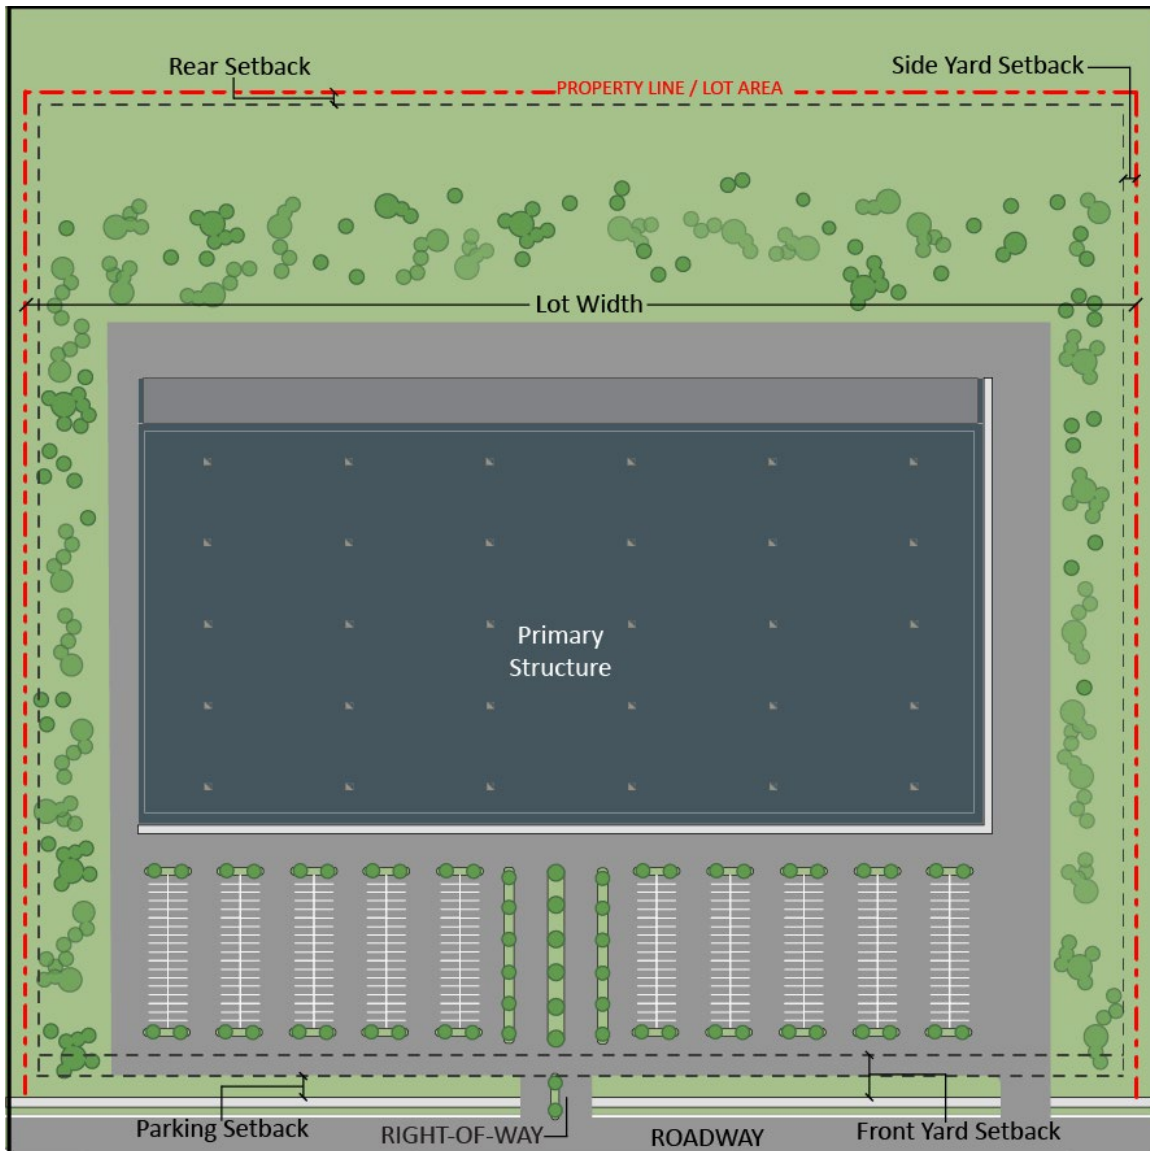 Rear Setback
Side Yard Setback
PROPERTY LINE / LOT AREA
Lot Width
Primary
Structure
Parking Setback
RIGHT-OF-WAY
ROADWAY
Front Yard Setback